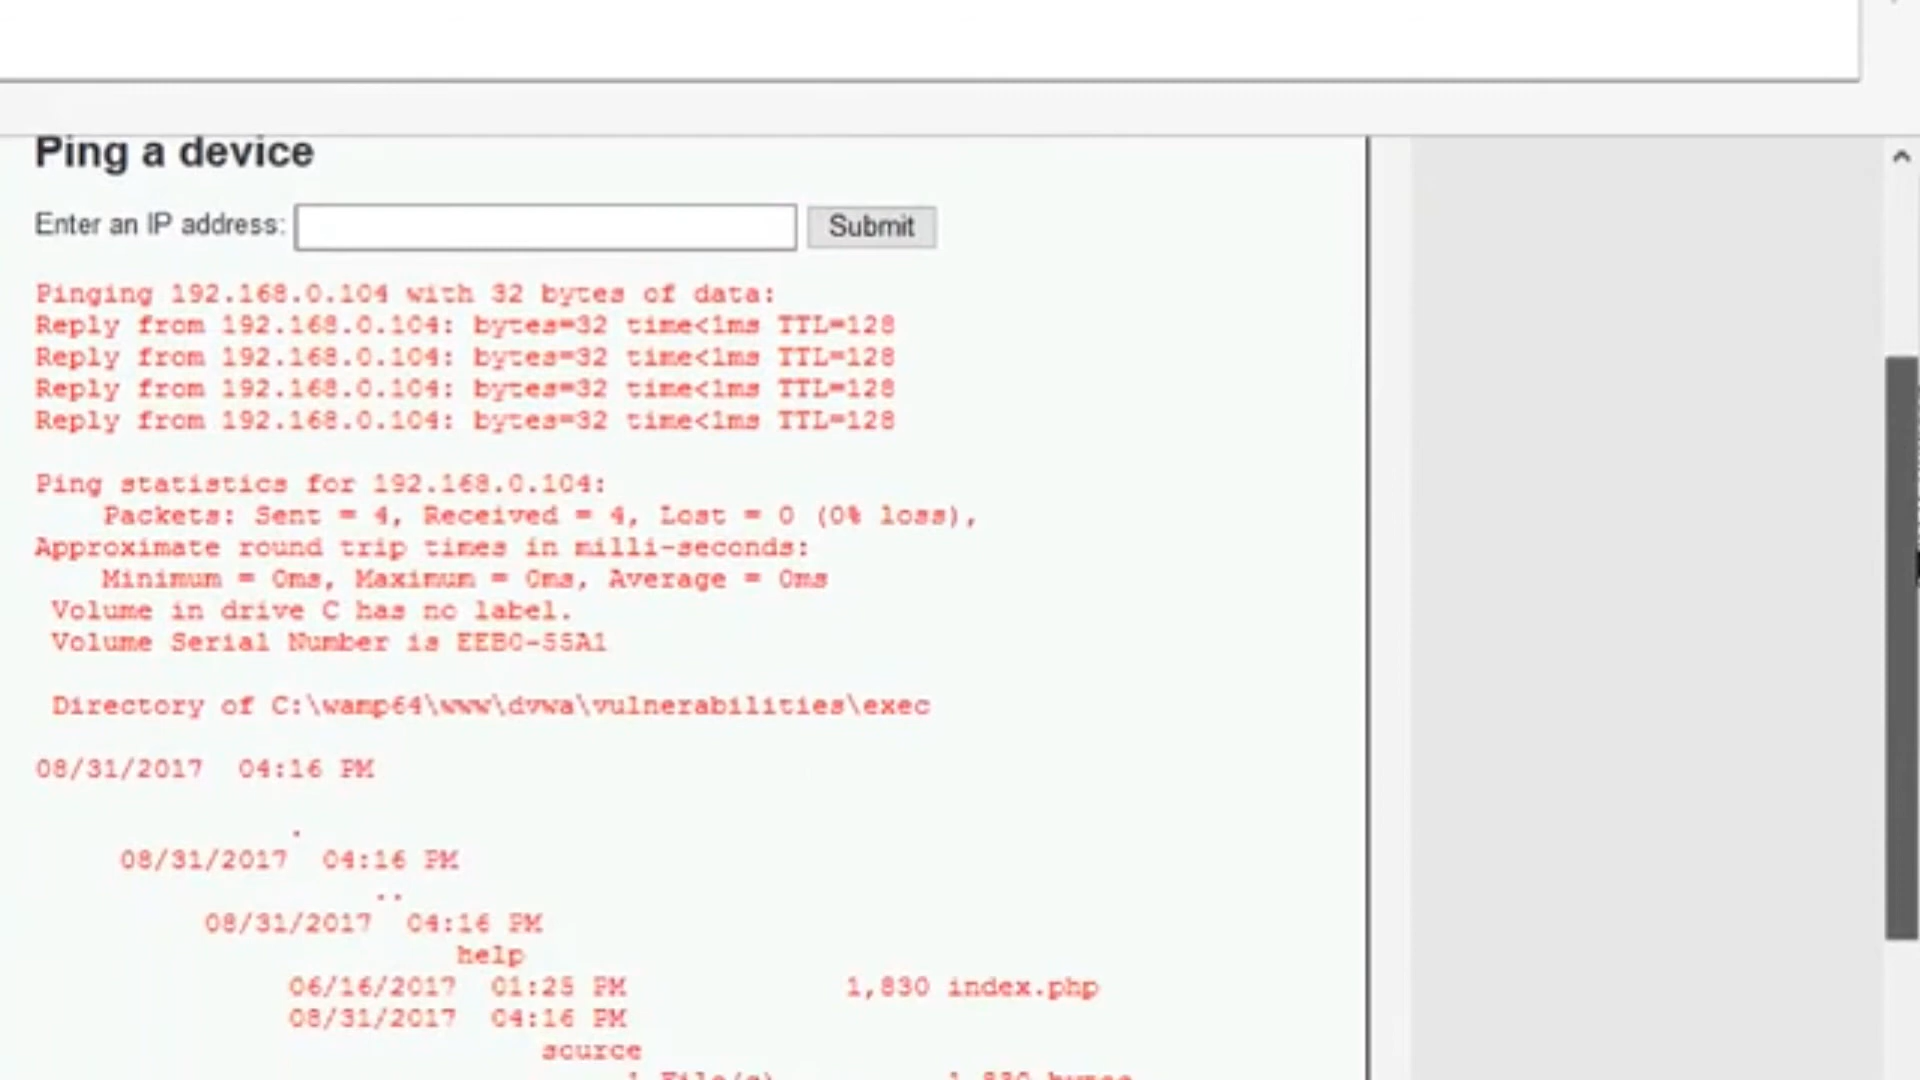 Ping a device
Enter an IP address: Submit
Pinging 192.168.0.104 with 32 bytes of data:
Reply from 192.168.0.104: bytes=32 time<1ms TTL=128
Reply from 192.168.0.104: bytes=32 time<1ms TTL=128
Reply from 192.168.0.104: bytes=32 time<1ms TTL=128
Reply from 192.168.0.104: bytes=32 time<1ms TTL=128
Ping statistics for 192.168.0.104:
Packets: Sent = 4, Received = 4, Lost = 0 (0% loss),
Approximate round trip times in milli-seconds:
Minimum = 0ms, Maximum = 0ms, Average = 0ms
Volume in drive C has no label.
Volume Serial Number is EEB0-55A1
Directory of C:\wamp64\www\dvwa\vulnerabilities\exec
08/31/2017 04:16 PM
.
08/31/2017 04:16 PM
..
08/31/2017 04:16 PM
help
06/16/2017 01:25 PM 1,830 index.php
08/31/2017 04:16 PM
source
1 File(s) 1,830 bytes